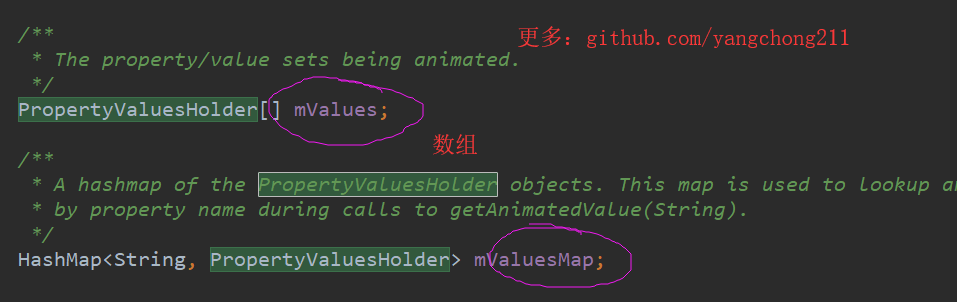 /**
更多：github.com/yangchong211
* The property/value sets being animated.
*/
PropertyValuesHolder[] mValues;
数组
/**
* A hashmap of the PropertyValuesHolder objects. This map is used to lookup
* by property name during calls to getAnimatedValue(String).
*/
HashMap<String, PropertyValuesHolder> mValuesMap;